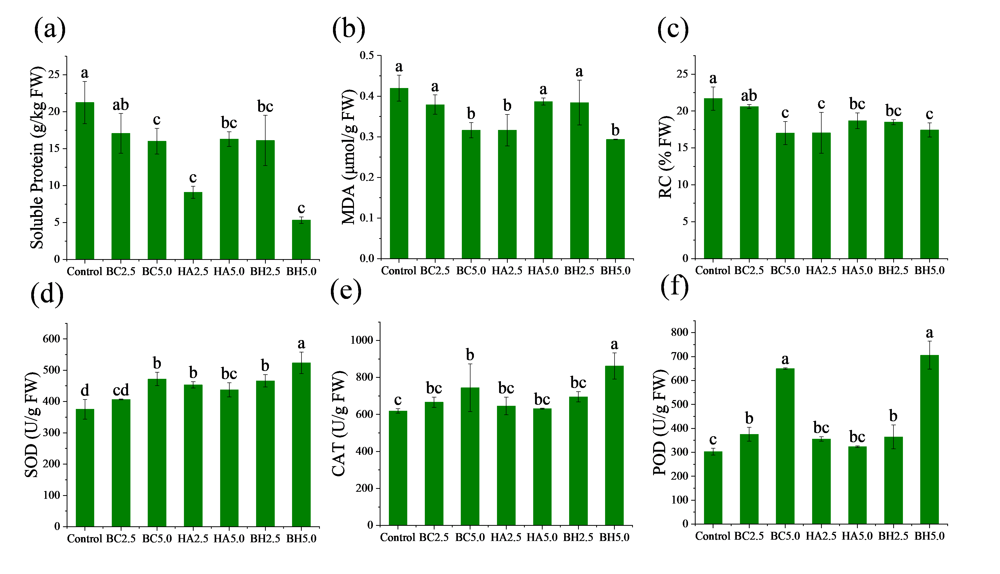 (a)
Soluble Protein (g/kg FW)
25
20
15
10
5
0
a
ab
c
c
bc
bc
c
Control BC2.5 BC5.0 HA2.5 HA5.0 BH2.5 BH5.0
(b)
MDA (μmol/g FW)
0.5
0.4
0.3
0.2
0.1
0.0
a
a
b
b
a
a
b
Control BC2.5 BC5.0 HA2.5 HA5.0 BH2.5 BH5.0
(c)
RC (% FW)
25
20
15
10
5
0
a
ab
c
c
bc
bc
c
Control BC2.5 BC5.0 HA2.5 HA5.0 BH2.5 BH5.0
(d)
SOD (U/g FW)
600
500
400
300
200
100
0
d
cd
b
b
bc
b
a
Control BC2.5 BC5.0 HA2.5 HA5.0 BH2.5 BH5.0
(e)
CAT (U/g FW)
1000
800
600
400
200
0
c
bc
b
bc
bc
bc
a
Control BC2.5 BC5.0 HA2.5 HA5.0 BH2.5 BH5.0
(f)
POD (U/g FW)
800
700
600
500
400
300
200
100
0
c
b
a
bc
bc
b
a
Control BC2.5 BC5.0 HA2.5 HA5.0 BH2.5 BH5.0